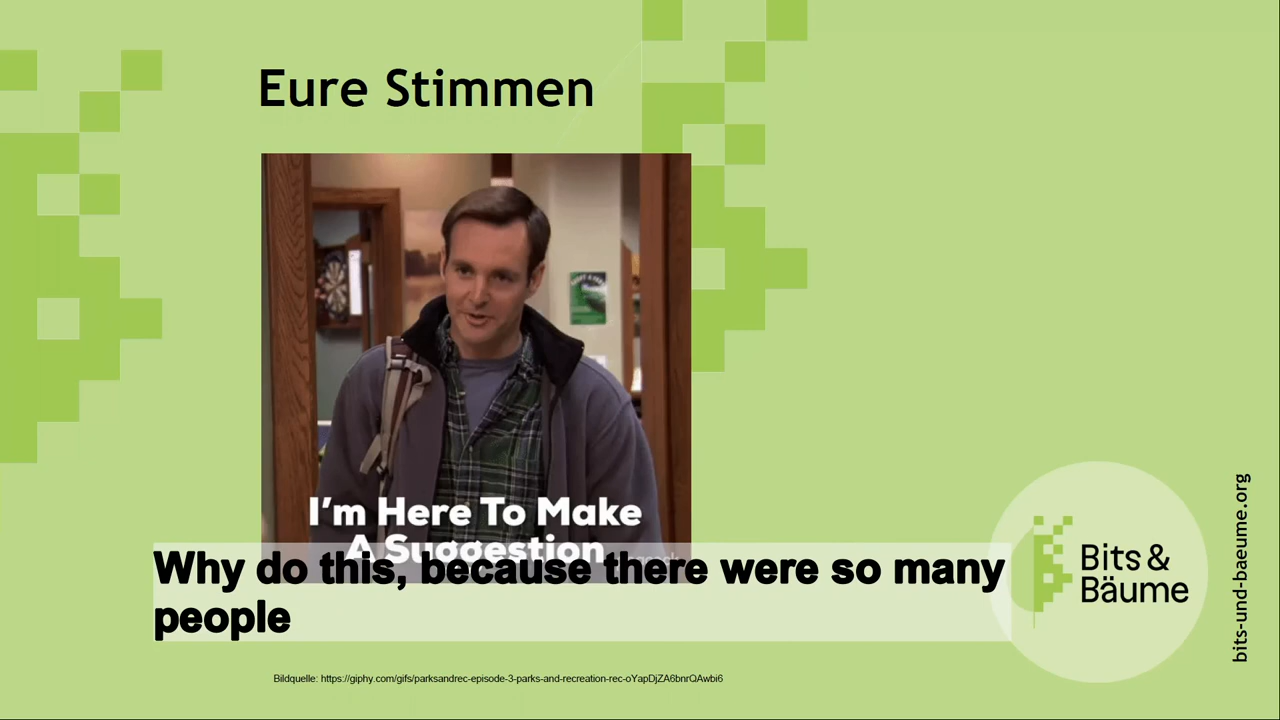 Eure Stimmen
I'm Here To Make
A Suggestion
Why do this, because there were so many
people
Bits &
Bäume
bits-und-baeume.org
Bildquelle: https://giphy.com/gifs/parksandrec-episode-3-parks-and-recreation-rec-oYapDjZA6bnrQAwbi6